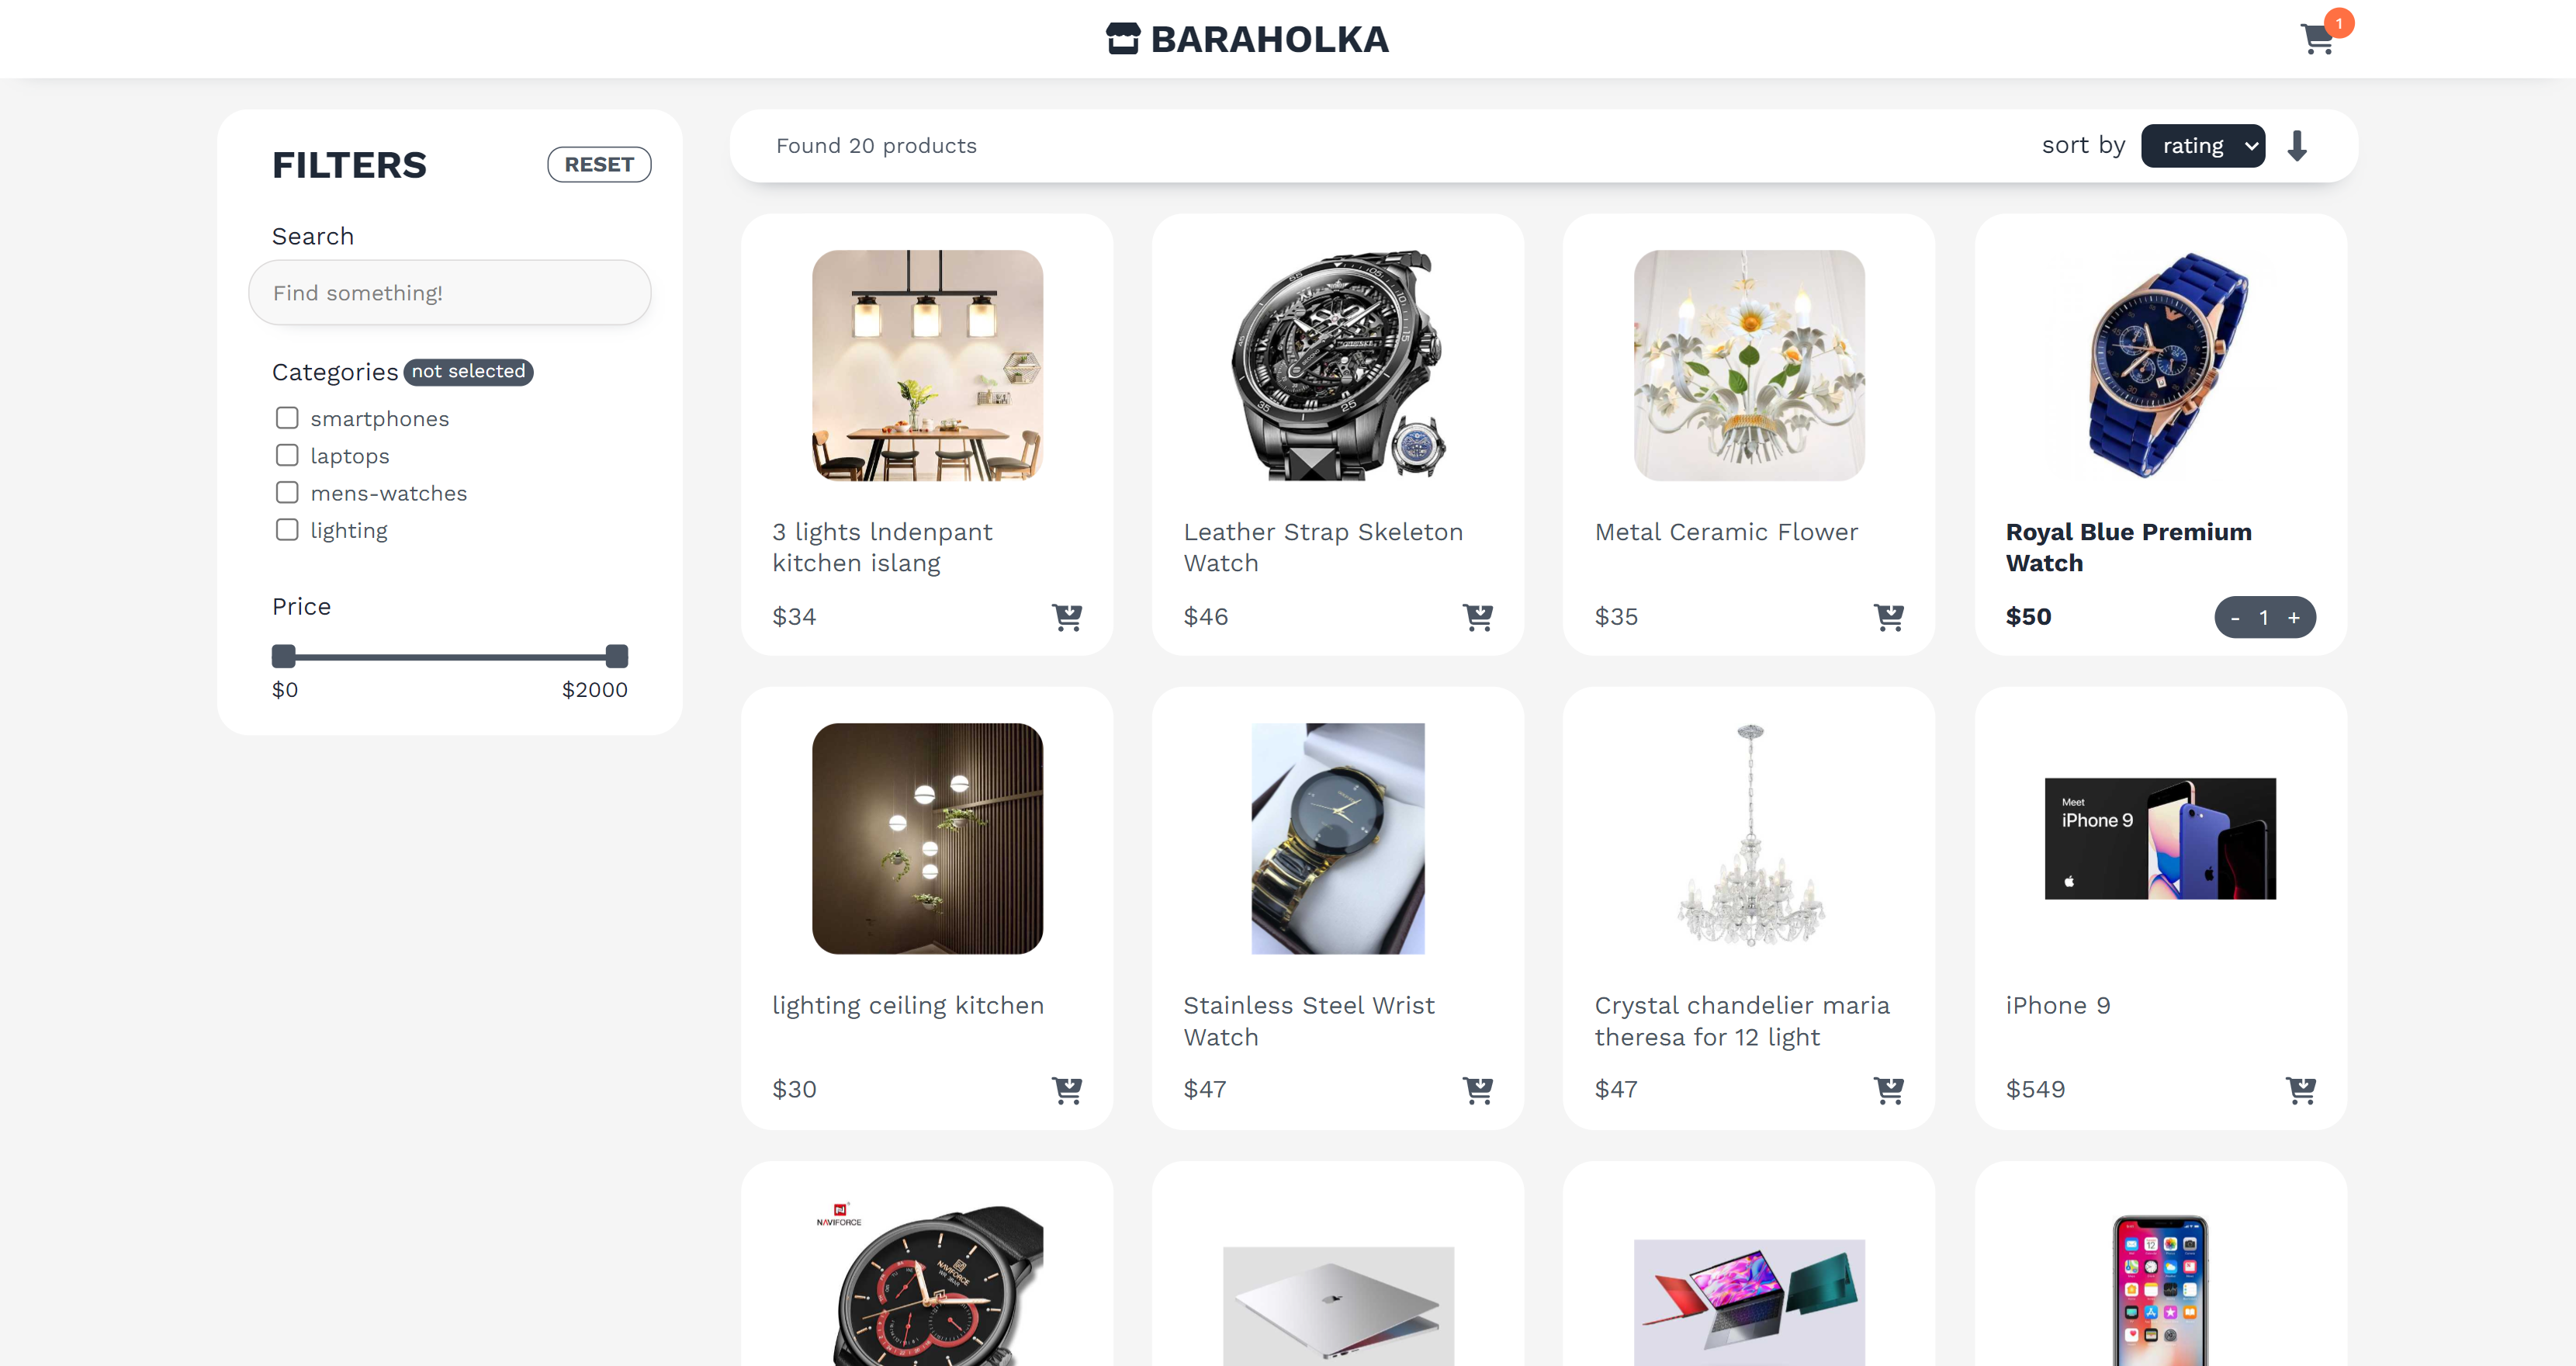 BARAHOLKA
1
FILTERS
RESET
Search
Find something!
Categories not selected
smartphones
laptops
mens-watches
lighting
Price
$0
$2000
Found 20 products
sort by rating
3 lights lndenpant
kitchen islang
$34
Leather Strap Skeleton
Watch
$46
Metal Ceramic Flower
$35
Royal Blue Premium
Watch
$50
- 1 +
lighting ceiling kitchen
$30
Stainless Steel Wrist
Watch
$47
Crystal chandelier maria
theresa for 12 light
$47
Meet
iPhone 9
iPhone 9
$549
NAVIFORCE
NAVIFORCE